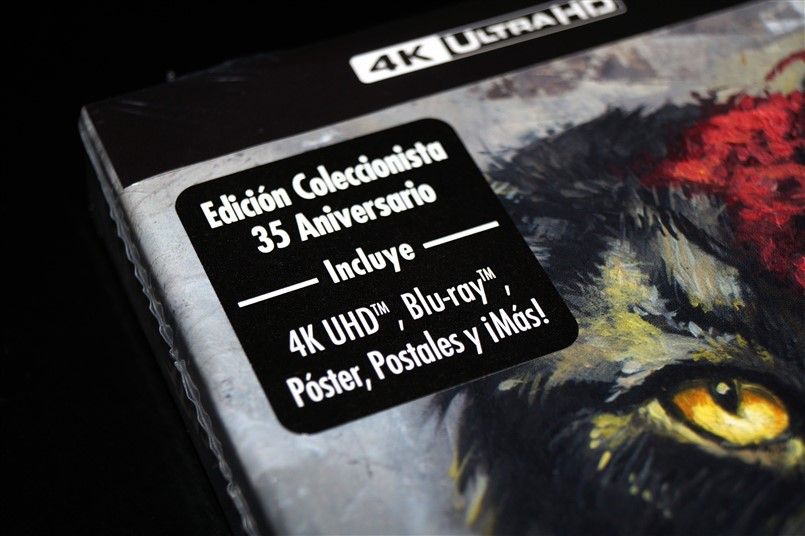 4K ULTRA HD
Edición Coleccionista
35 Aniversario
Incluye
4K UHD™, Blu-ray™,
Póster, Postales y ¡Más!